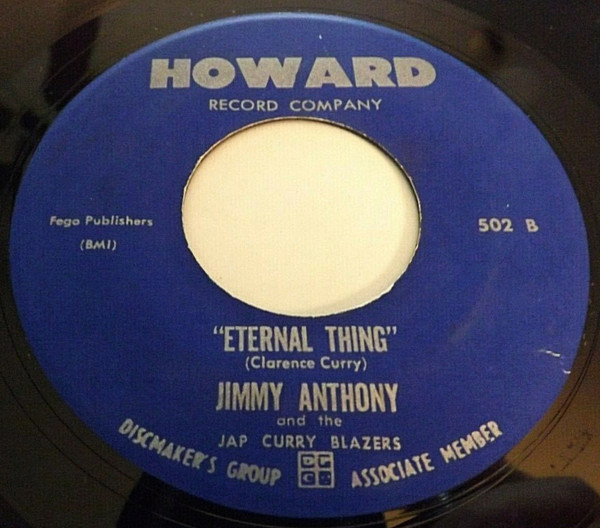 HOWARD
RECORD COMPANY
Fego Publishers
(BMI)
502 B
"ETERNAL THING"
(Clarence Curry)
JIMMY ANTHONY
and the
JAP CURRY BLAZERS
DISCMAKER'S GROUP
ASSOCIATE MEMBER